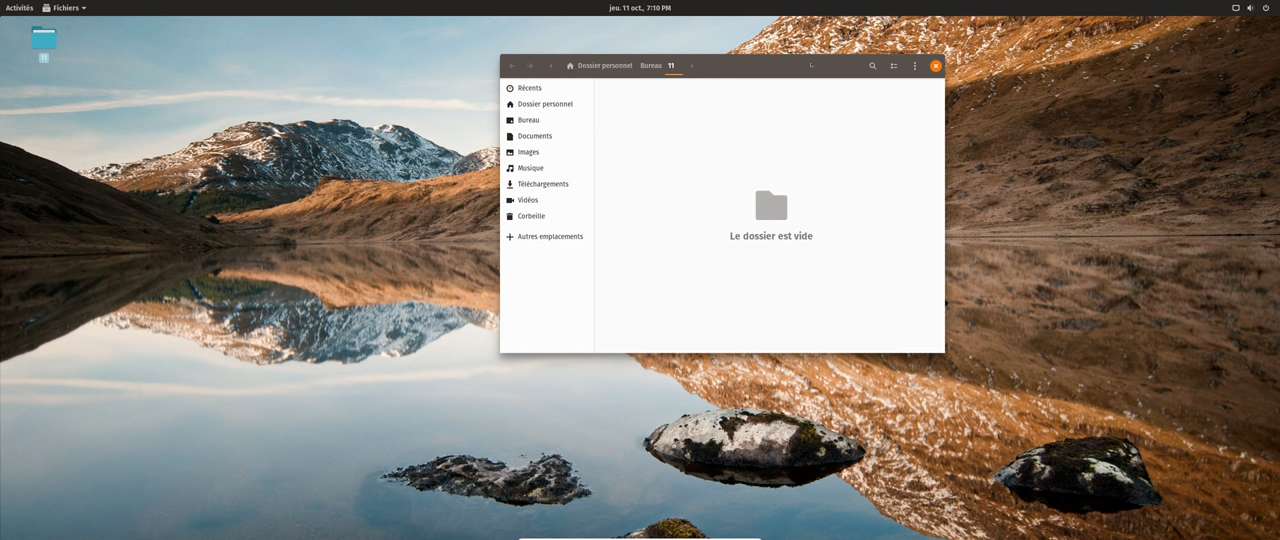 Activités Fichiers jeu. 11 oct., 7:10 PM
11
Dossier personnel Bureau 11
Récents
Dossier personnel
Bureau
Documents
Images
Musique
Téléchargements
Vidéos
Corbeille
Autres emplacements
Le dossier est vide